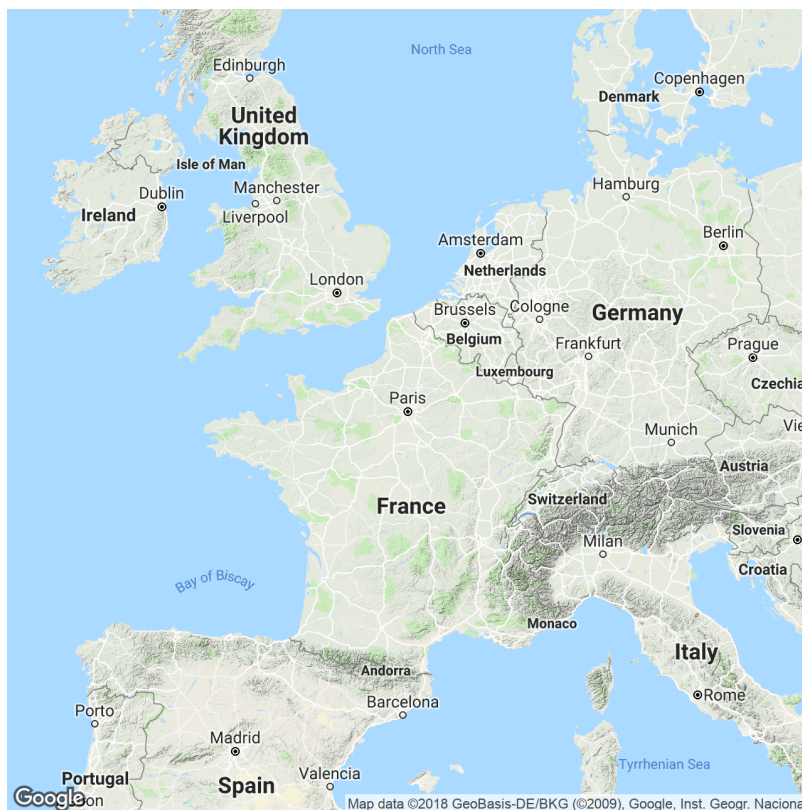 North Sea
Edinburgh
Copenhagen
Denmark
United
Kingdom
Isle of Man
Hamburg
Manchester
Dublin
Ireland
Liverpool
Berlin
Amsterdam
Netherlands
London
Brussels
Cologne
Germany
Belgium
Frankfurt
Prague
Luxembourg
Czechia
Paris
Munich
Vie
Austria
Switzerland
France
Slovenia
Milan
Croatia
Bay of Biscay
Monaco
Italy
Andorra
Rome
Barcelona
Porto
Madrid
Tyrrhenian Sea
Valencia
Portugal
Spain
Google
bon
Map data ©2018 GeoBasis-DE/BKG (©2009), Google, Inst. Geogr. Naciona